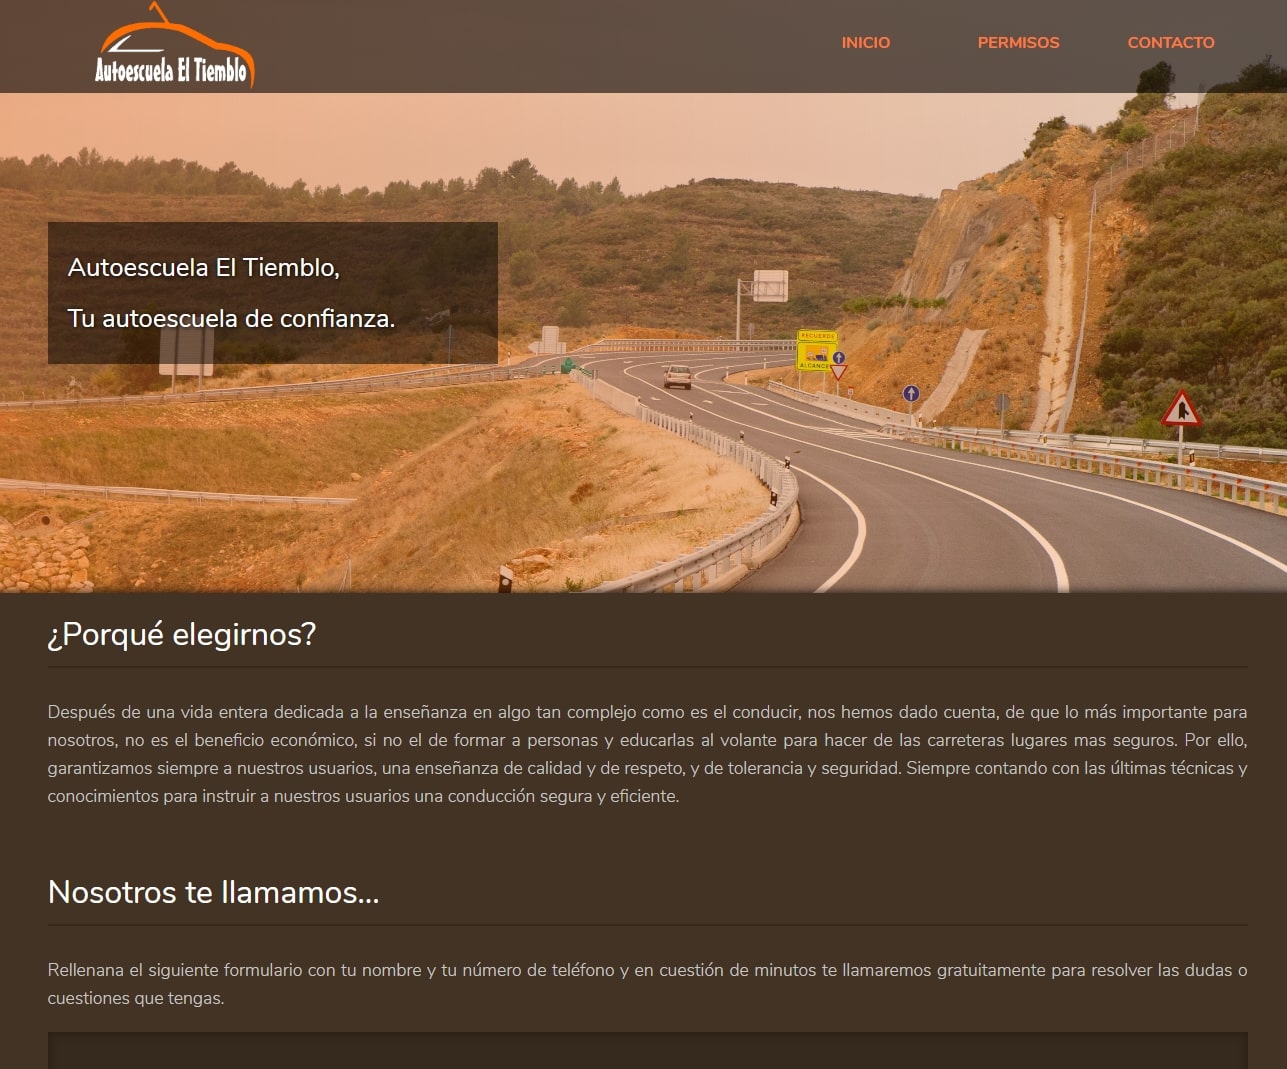 Autoescuela El Tiemblo
INICIO PERMISOS CONTACTO
Autoescuela El Tiemblo,
Tu autoescuela de confianza.
RECUERDE
ALCANCE
¿Porqué elegirnos?
Después de una vida entera dedicada a la enseñanza en algo tan complejo como es el conducir, nos hemos dado cuenta, de que lo más importante para
nosotros, no es el beneficio económico, si no el de formar a personas y educarlas al volante para hacer de las carreteras lugares mas seguros. Por ello,
garantizamos siempre a nuestros usuarios, una enseñanza de calidad y de respeto, y de tolerancia y seguridad. Siempre contando con las últimas técnicas y
conocimientos para instruir a nuestros usuarios una conducción segura y eficiente.
Nosotros te llamamos...
Rellenana el siguiente formulario con tu nombre y tu número de teléfono y en cuestión de minutos te llamaremos gratuitamente para resolver las dudas o
cuestiones que tengas.